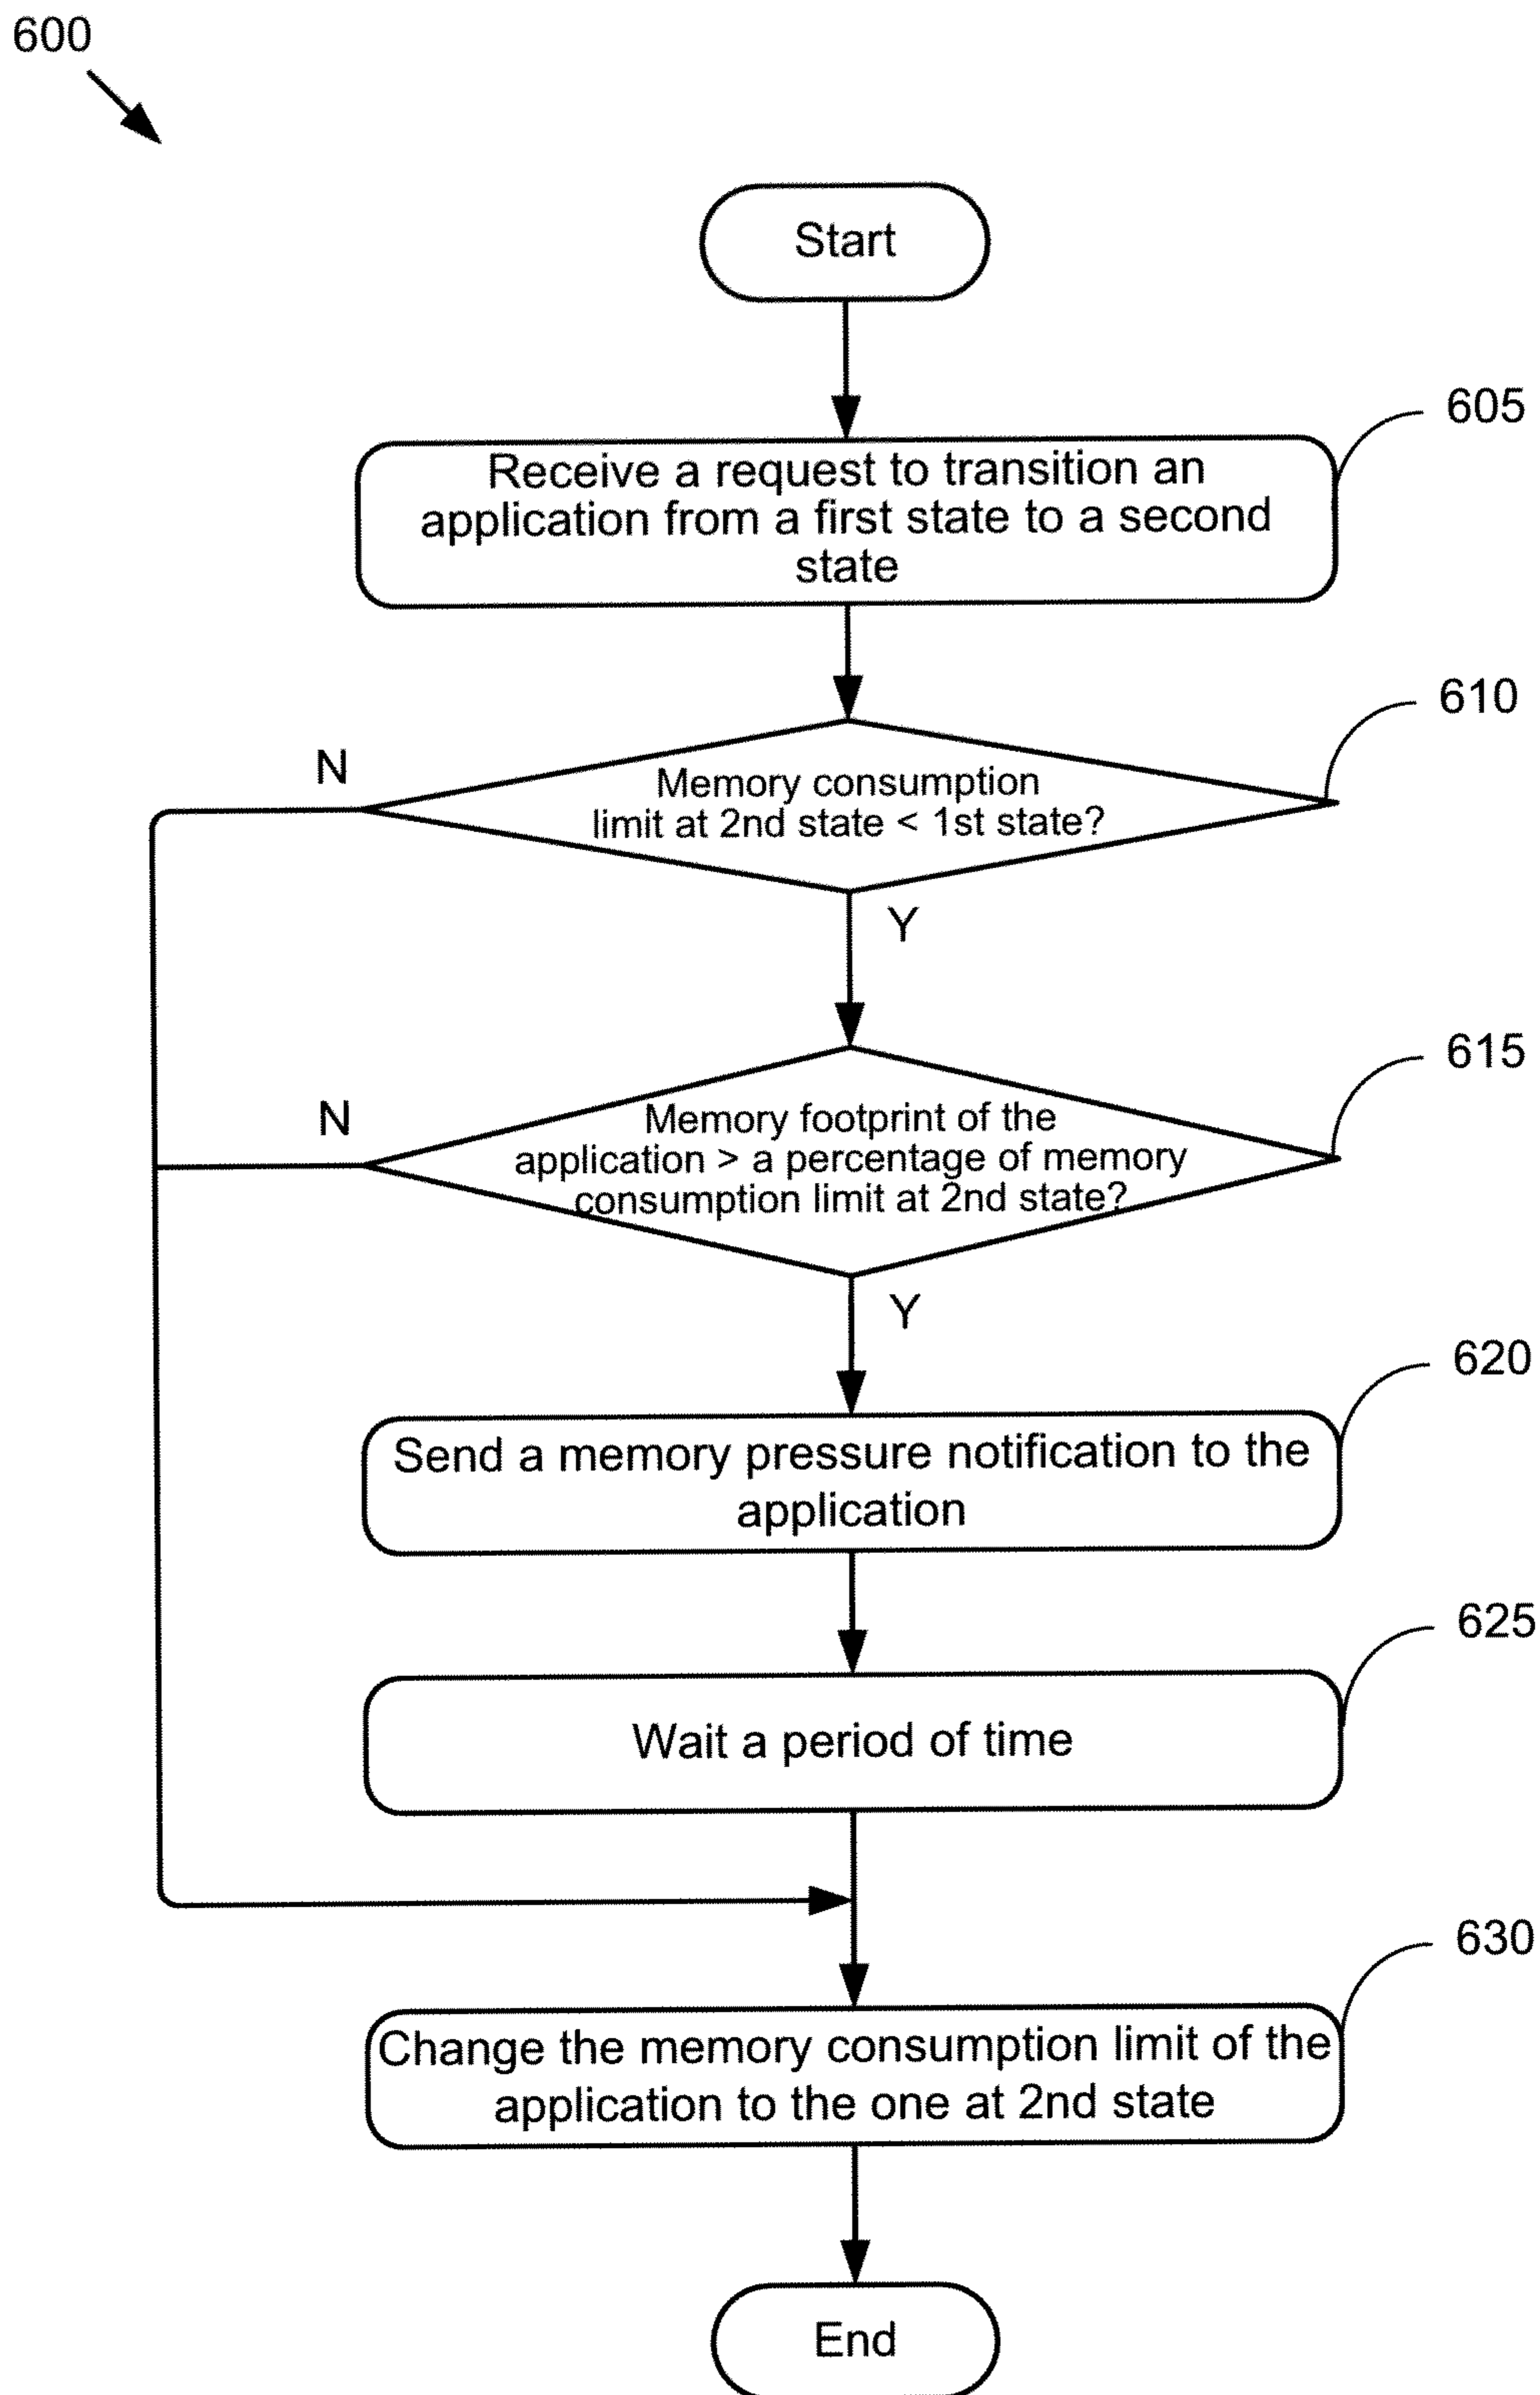 600
Start
605
Receive a request to transition an
application from a first state to a second
state
610
N
Memory consumption
limit at 2nd state < 1st state?
Y
615
N
Memory footprint of the
application > a percentage of memory
consumption limit at 2nd state?
Y
620
Send a memory pressure notification to the
application
625
Wait a period of time
630
Change the memory consumption limit of the
application to the one at 2nd state
End